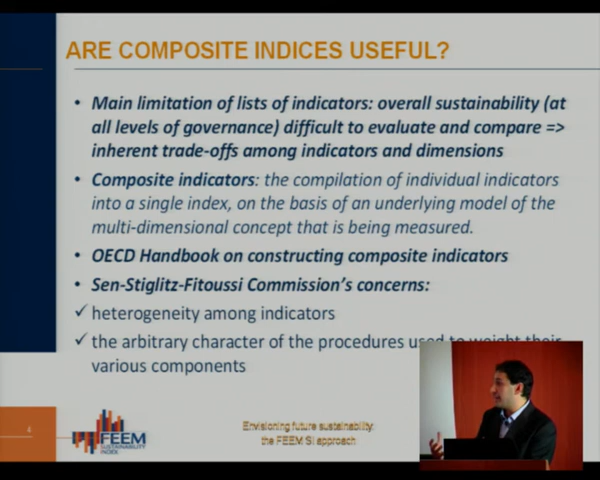 ARE COMPOSITE INDICES USEFUL?
• Main limitation of lists of indicators: overall sustainability (at
all levels of governance) difficult to evaluate and compare =>
inherent trade-offs among indicators and dimensions
• Composite indicators: the compilation of individual indicators
into a single index, on the basis of an underlying model of the
multi-dimensional concept that is being measured.
• OECD Handbook on constructing composite indicators
• Sen-Stiglitz-Fitoussi Commission's concerns:
✓ heterogeneity among indicators
✓ the arbitrary character of the procedures used to weight their
various components
4
FEEM
SUSTAINABILITY
INDEX
Envisioning future sustainability:
the FEEM SI approach